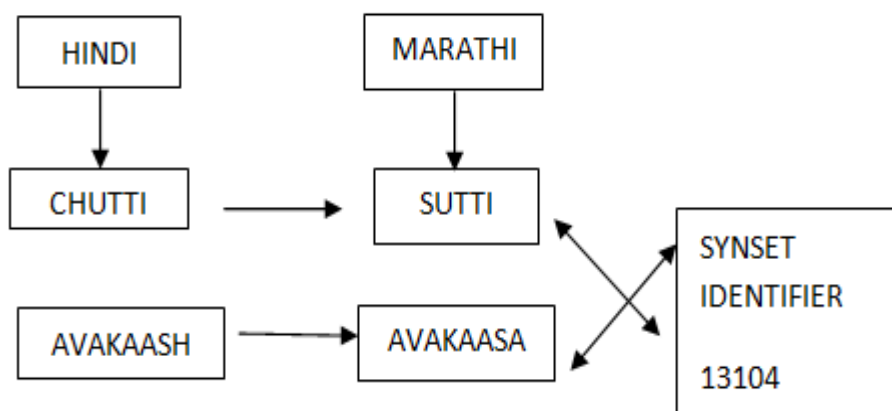 HINDI
MARATHI
CHUTTI
SUTTI
SYNSET
IDENTIFIER
13104
AVAKAASH
AVAKAASA